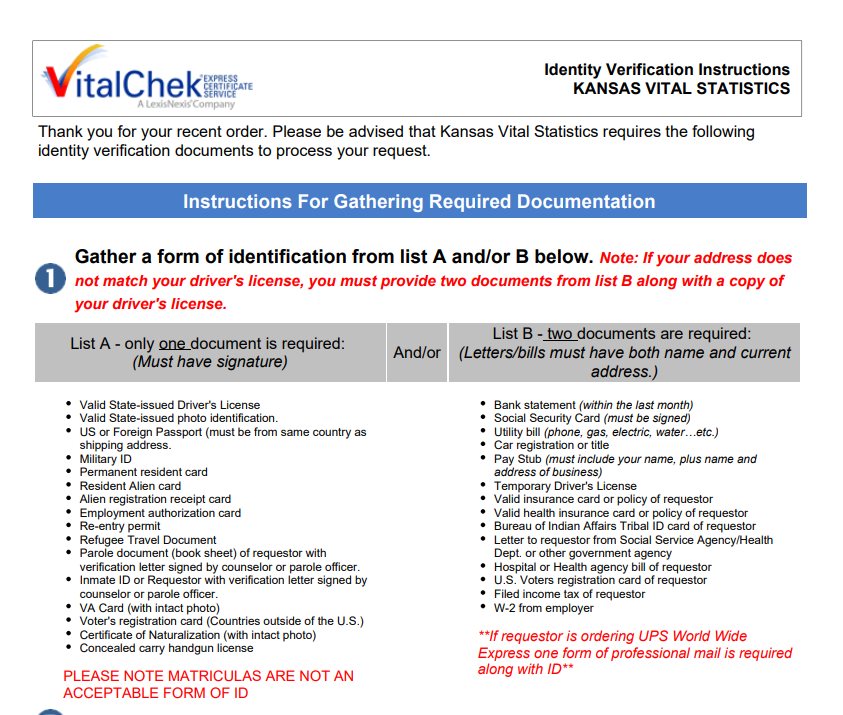 VitalChek EXPRESS CERTIFICATE SERVICE
A LexisNexis® Company
Identity Verification Instructions
KANSAS VITAL STATISTICS
Thank you for your recent order. Please be advised that Kansas Vital Statistics requires the following
identity verification documents to process your request.
Instructions For Gathering Required Documentation
1
Gather a form of identification from list A and/or B below. Note: If your address does
not match your driver's license, you must provide two documents from list B along with a copy of
your driver's license.
List A - only one document is required:
(Must have signature)
And/or
List B - two documents are required:
(Letters/bills must have both name and current
address.)
• Valid State-issued Driver's License
• Valid State-issued photo identification.
• US or Foreign Passport (must be from same country as
shipping address.
• Military ID
• Permanent resident card
• Resident Alien card
• Alien registration receipt card
• Employment authorization card
• Re-entry permit
• Refugee Travel Document
• Parole document (book sheet) of requestor with
verification letter signed by counselor or parole officer.
• Inmate ID or Requestor with verification letter signed by
counselor or parole officer.
• VA Card (with intact photo)
• Voter's registration card (Countries outside of the U.S.)
• Certificate of Naturalization (with intact photo)
• Concealed carry handgun license
PLEASE NOTE MATRICULAS ARE NOT AN
ACCEPTABLE FORM OF ID
• Bank statement (within the last month)
• Social Security Card (must be signed)
• Utility bill (phone, gas, electric, water…etc.)
• Car registration or title
• Pay Stub (must include your name, plus name and
address of business)
• Temporary Driver's License
• Valid insurance card or policy of requestor
• Valid health insurance card or policy of requestor
• Bureau of Indian Affairs Tribal ID card of requestor
• Letter to requestor from Social Service Agency/Health
Dept. or other government agency
• Hospital or Health agency bill of requestor
• U.S. Voters registration card of requestor
• Filed income tax of requestor
• W-2 from employer
**If requestor is ordering UPS World Wide
Express one form of professional mail is required
along with ID**